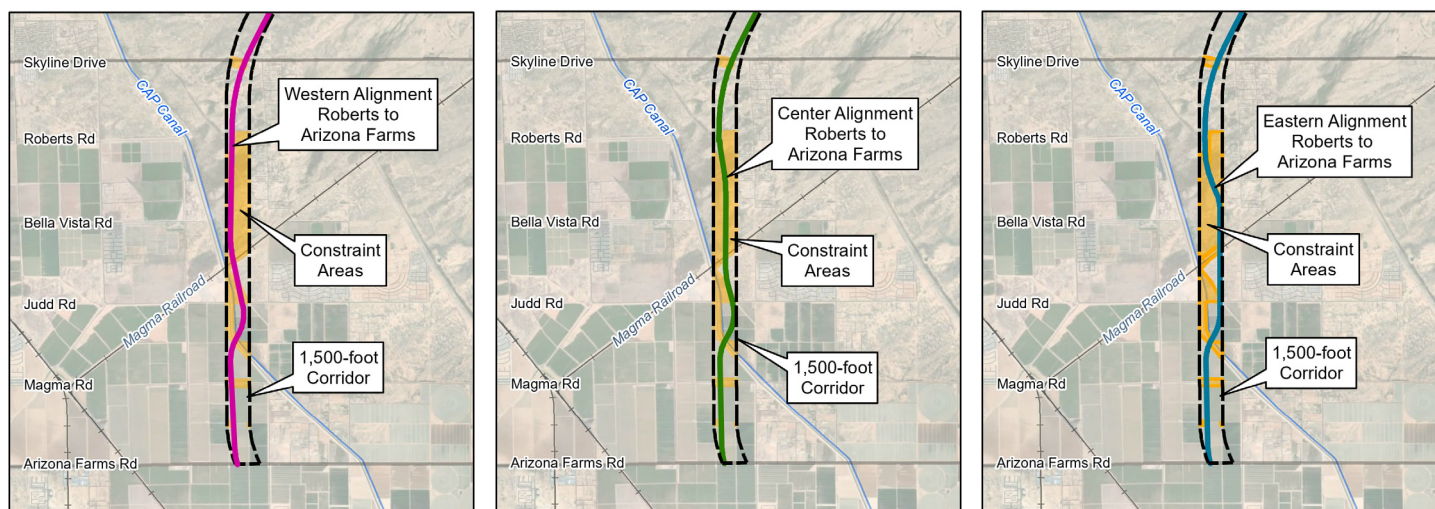 Skyline Drive
CAP Canal
Western Alignment
Roberts to
Arizona Farms
Roberts Rd
Bella Vista Rd
Constraint
Areas
Judd Rd
Magma Railroad
1,500-foot
Corridor
Magma Rd
Arizona Farms Rd
Skyline Drive
CAP Canal
Center Alignment
Roberts to
Arizona Farms
Roberts Rd
Bella Vista Rd
Constraint
Areas
Judd Rd
Magma Railroad
1,500-foot
Corridor
Magma Rd
Arizona Farms Rd
Skyline Drive
CAP Canal
Eastern Alignment
Roberts to
Arizona Farms
Roberts Rd
Bella Vista Rd
Constraint
Areas
Judd Rd
Magma Railroad
1,500-foot
Corridor
Magma Rd
Arizona Farms Rd